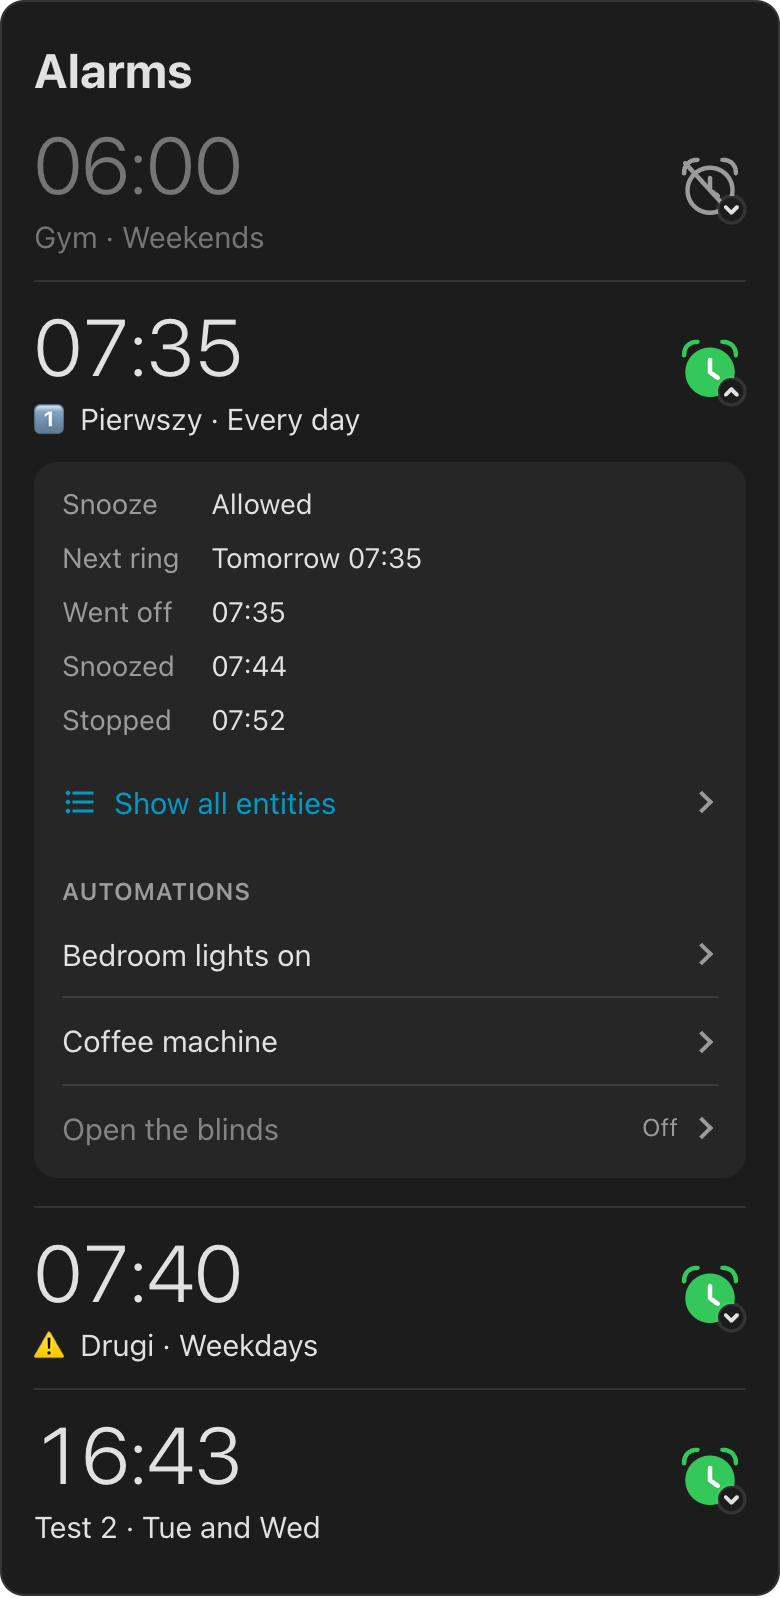 Alarms
06:00
Gym · Weekends
07:35
1️⃣ Pierwszy · Every day
Snooze Allowed
Next ring Tomorrow 07:35
Went off 07:35
Snoozed 07:44
Stopped 07:52
Show all entities
AUTOMATIONS
Bedroom lights on
Coffee machine
Open the blinds Off
07:40
⚠️ Drugi · Weekdays
16:43
Test 2 · Tue and Wed